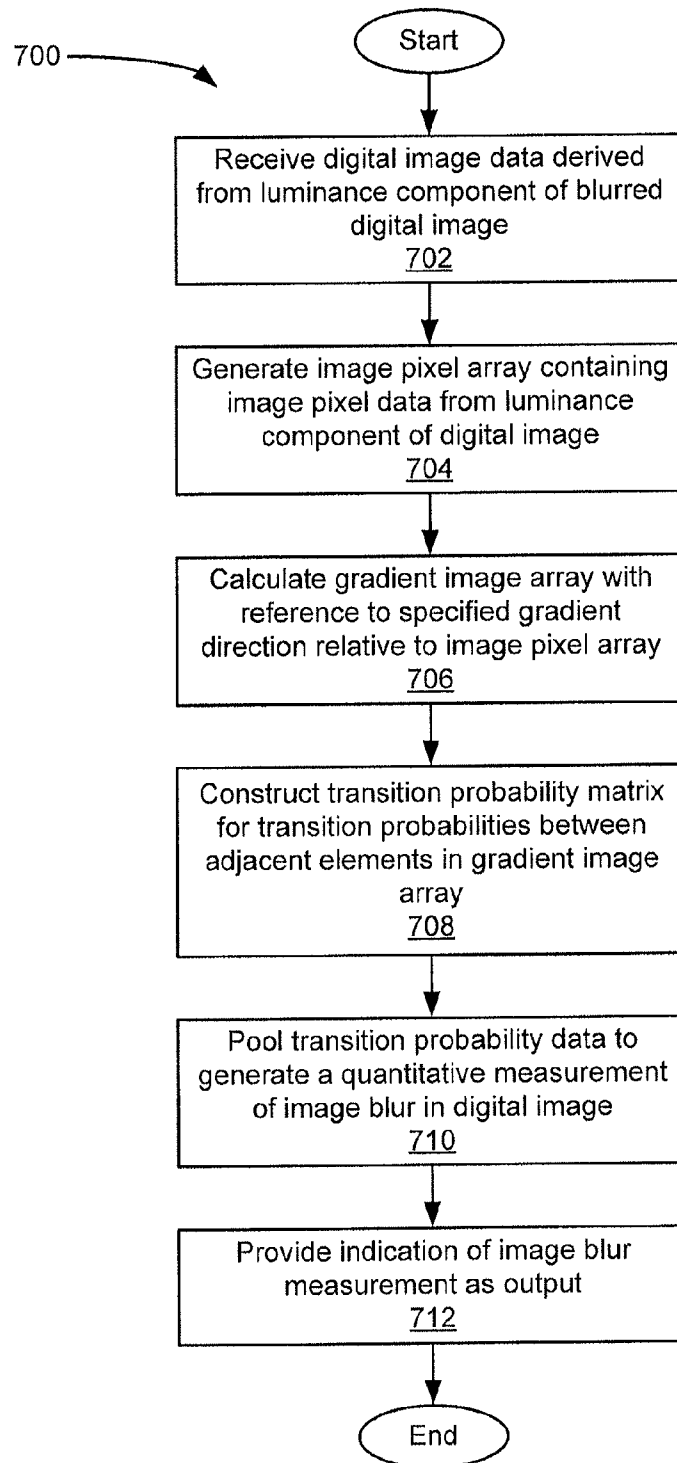 Start
700
Receive digital image data derived
from luminance component of blurred
digital image
702
Generate image pixel array containing
image pixel data from luminance
component of digital image
704
Calculate gradient image array with
reference to specified gradient
direction relative to image pixel array
706
Construct transition probability matrix
for transition probabilities between
adjacent elements in gradient image
array
708
Pool transition probability data to
generate a quantitative measurement
of image blur in digital image
710
Provide indication of image blur
measurement as output
712
End